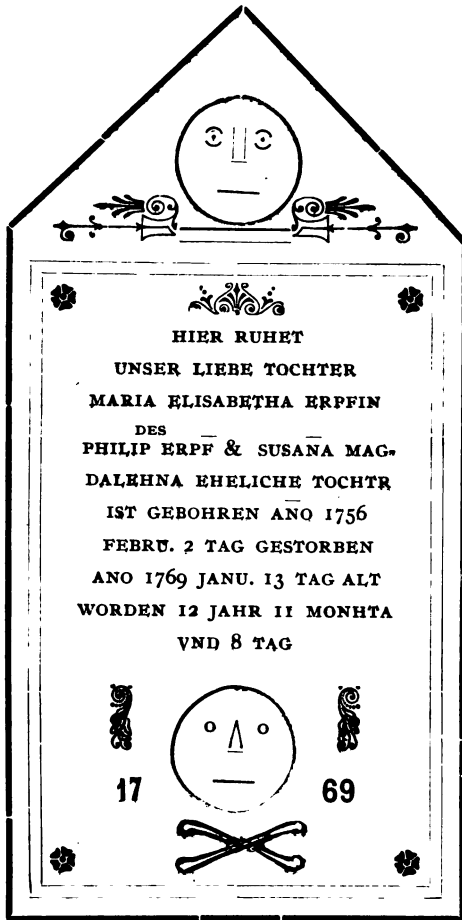 HIER RUHET
UNSER LIEBE TOCHTER
MARIA ELISABETHA ERPFIN
DES
PHILIP ERPF̅ & SUSAN̅A MAG-
DALEHNA EHELICHE TOCHTR
IST GEBOHREN AN̅O 1756
FEBRU. 2 TAG GESTORBEN
ANO 1769 JANU. 13 TAG ALT
WORDEN 12 JAHR 11 MONHTA
VND 8 TAG
17 69